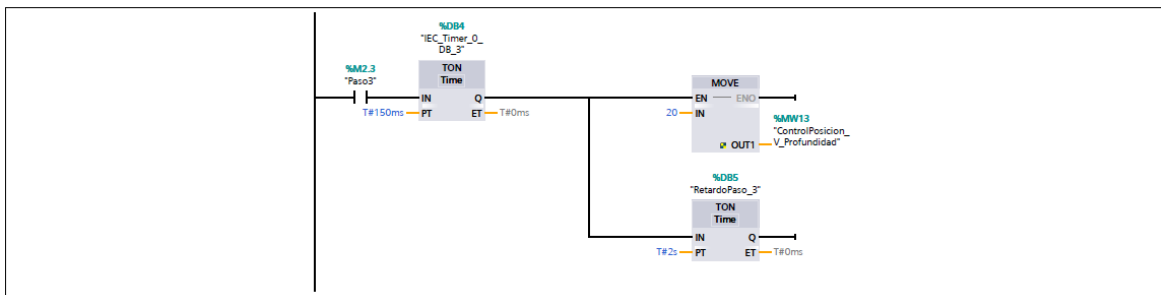 %DB4
"IEC_Timer_0_
DB_3"
%M2.3
"Paso3"
TON
Time
IN
Q
T#150ms
PT
ET
T#0ms
MOVE
EN
ENO
20
IN
OUT1
%MW13
"ControlPosicion_
V_Profundidad"
%DB5
"RetardoPaso_3"
TON
Time
IN
Q
T#2s
PT
ET
T#0ms